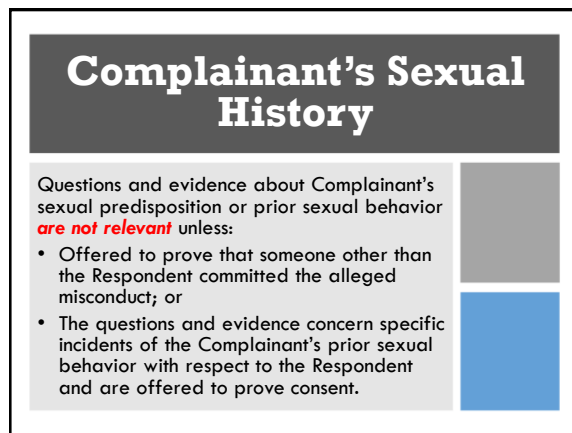 Complainant’s Sexual
History
Questions and evidence about Complainant’s
sexual predisposition or prior sexual behavior
are not relevant unless:
• Offered to prove that someone other than
the Respondent committed the alleged
misconduct; or
• The questions and evidence concern specific
incidents of the Complainant’s prior sexual
behavior with respect to the Respondent
and are offered to prove consent.